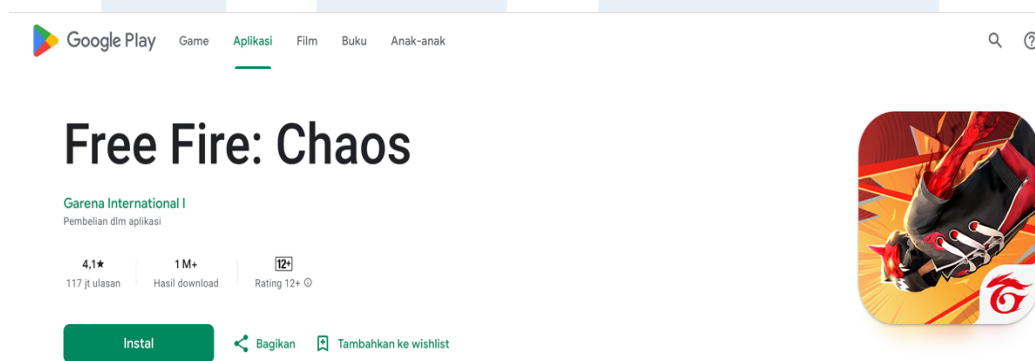 Google Play Game Aplikasi Film Buku Anak-anak
Free Fire: Chaos
Garena International I
Pembelian dlm aplikasi
4,1★ 1 M+ 12+
117 jt ulasan Hasil download Rating 12+
Instal Bagikan Tambahkan ke wishlist